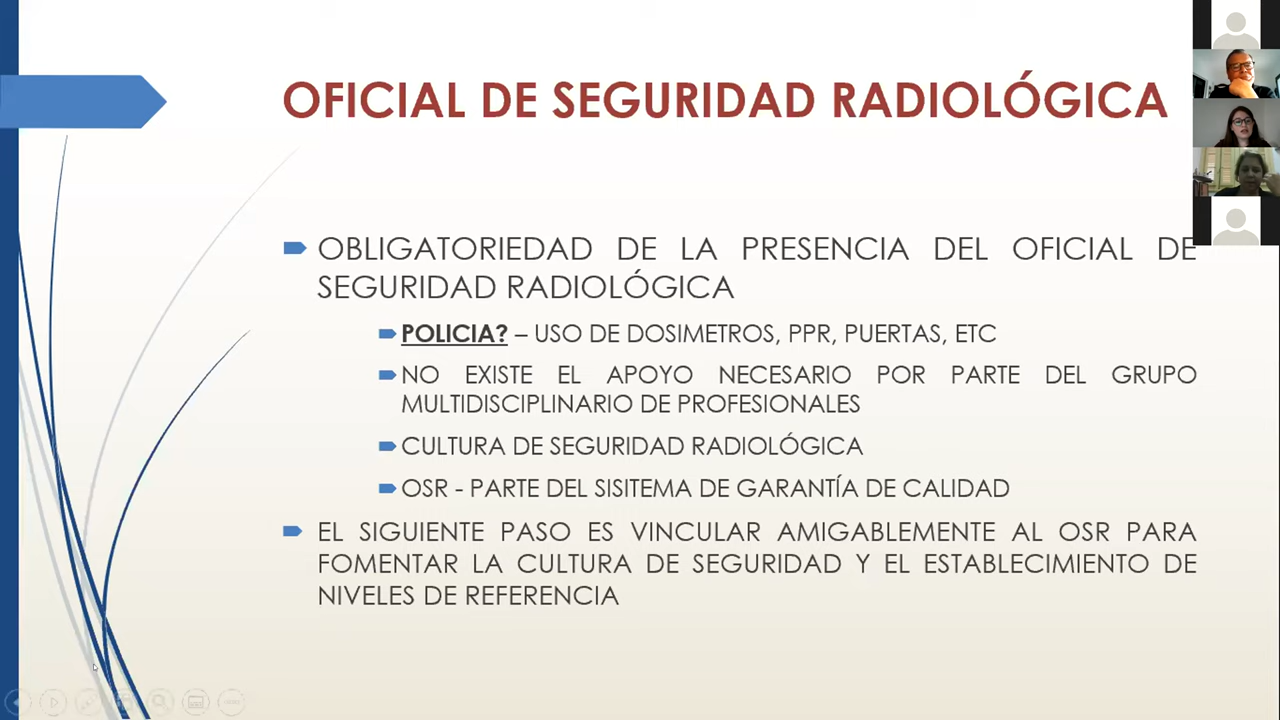 OFICIAL DE SEGURIDAD RADIOLÓGICA
OBLIGATORIEDAD DE LA PRESENCIA DEL OFICIAL DE
SEGURIDAD RADIOLÓGICA
POLICIA? – USO DE DOSIMETROS, PPR, PUERTAS, ETC
NO EXISTE EL APOYO NECESARIO POR PARTE DEL GRUPO
MULTIDISCIPLINARIO DE PROFESIONALES
CULTURA DE SEGURIDAD RADIOLÓGICA
OSR - PARTE DEL SISITEMA DE GARANTÍA DE CALIDAD
EL SIGUIENTE PASO ES VINCULAR AMIGABLEMENTE AL OSR PARA
FOMENTAR LA CULTURA DE SEGURIDAD Y EL ESTABLECIMIENTO DE
NIVELES DE REFERENCIA